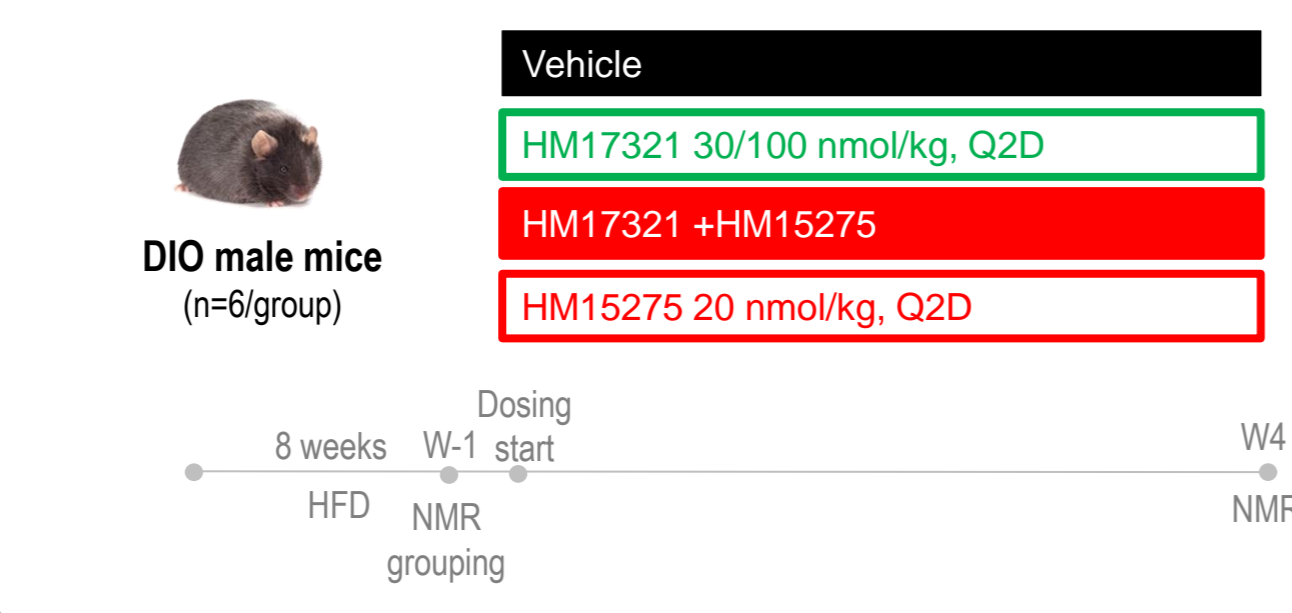 Vehicle
HM17321 30/100 nmol/kg, Q2D
HM17321 +HM15275
HM15275 20 nmol/kg, Q2D
DIO male mice
(n=6/group)
Dosing
start
8 weeks
W-1
W4
HFD
NMR
grouping
NMR